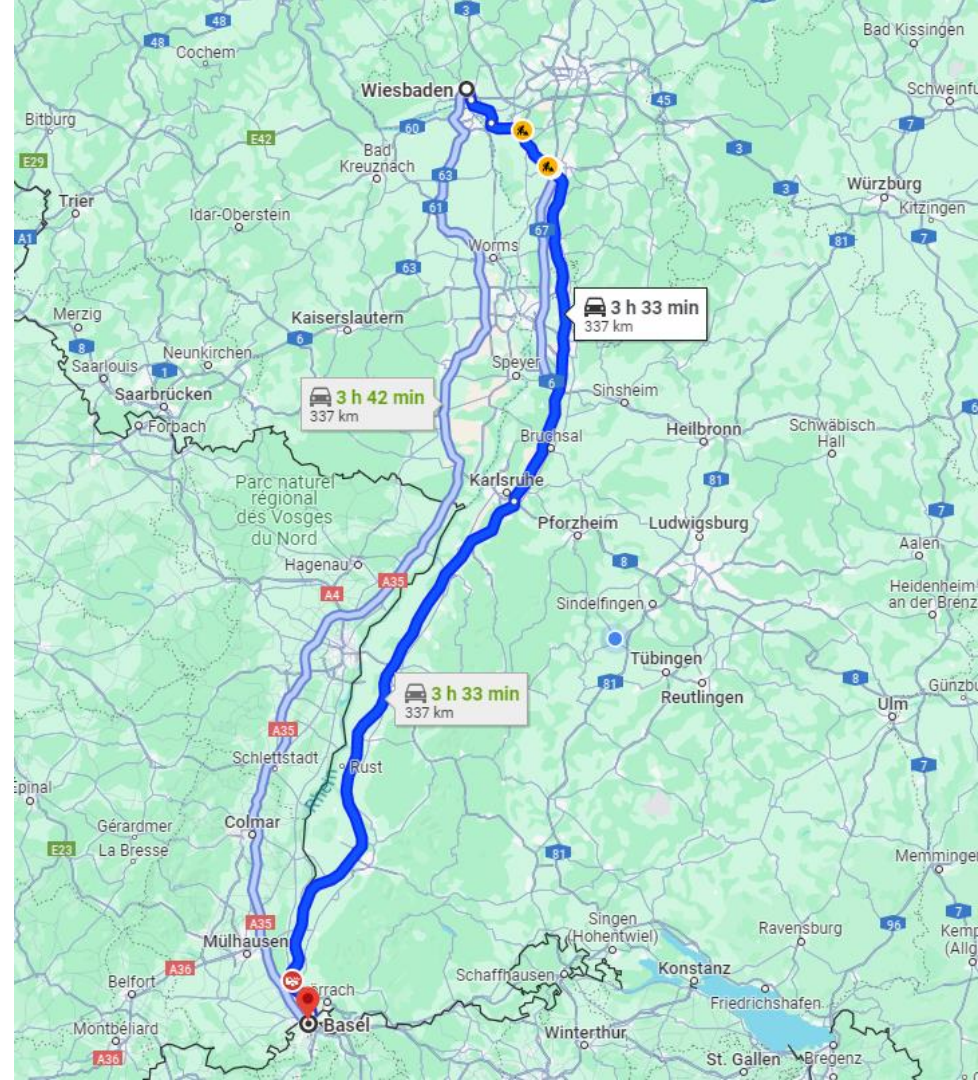 3
48
48
Cochem
Bad Kissingen
Wiesbaden
45
Schweinfu
Bitburg
60
E42
Bad
Kreuznach
7
3
E29
63
3
Würzburg
Trier
Idar-Oberstein
61
Kitzingen
A1
67
81
7
Worms
63
3 h 33 min
337 km
Merzig
Kaiserslautern
8
6
Neunkirchen
Saarlouis
1
Speyer
Saarbrücken
3 h 42 min
337 km
6
Sinsheim
Forbach
Bruchsal
Heilbronn
Schwäbisch
Hall
Parc naturel
régional
des Vosges
du Nord
Karlsruhe
81
7
Pforzheim
Ludwigsburg
Aalen
Hagenau
8
A35
A4
Heidenheim
an der Brenz
Sindelfingen
Tübingen
81
8
Reutlingen
3 h 33 min
337 km
Günzbu
Ulm
A35
Schlettstadt
Rust
7
Rhein
Épinal
Gérardmer
La Bresse
Colmar
E23
81
Memminge
A35
Singen
(Hohentwiel)
Ravensburg
96
7
Kemp
(Allg
Mülhausen
A36
Schaffhausen
Konstanz
Belfort
örrach
Friedrichshafen
Basel
Montbéliard
Winterthur
A36
St. Gallen
Bregenz